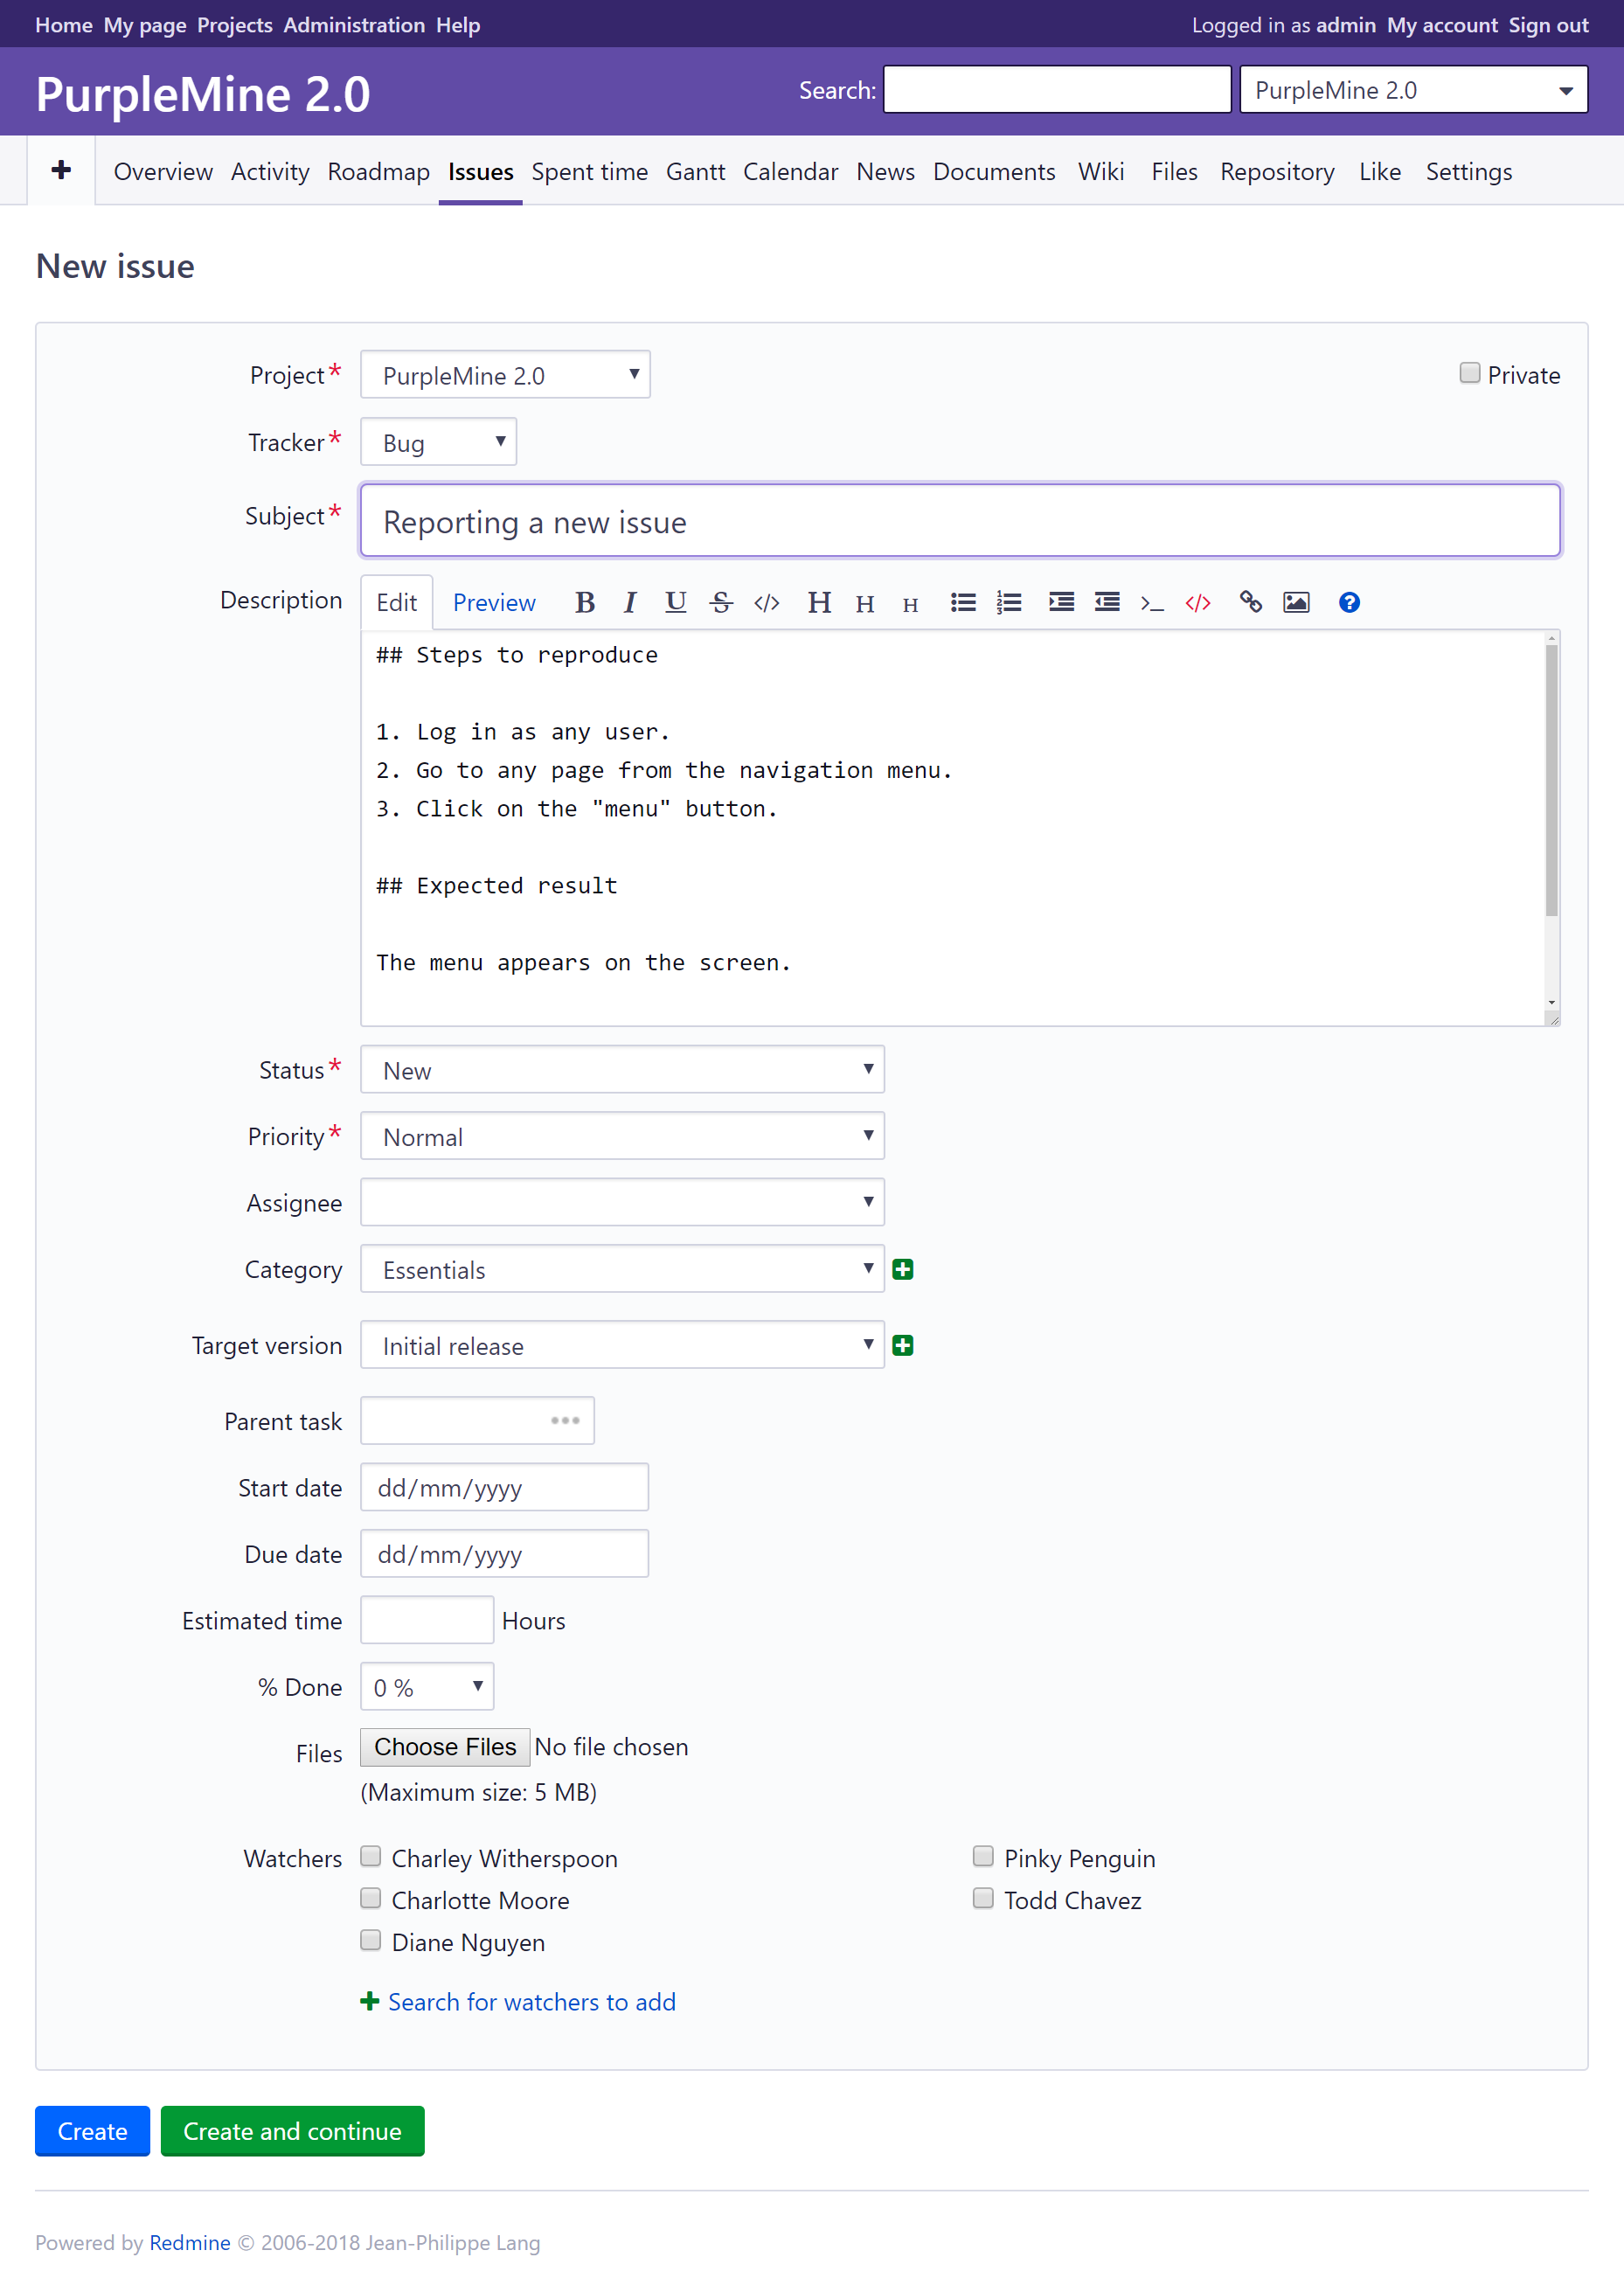 Home My page Projects Administration Help
Logged in as admin My account Sign out
PurpleMine 2.0
Search:
PurpleMine 2.0
Overview Activity Roadmap Issues Spent time Gantt Calendar News Documents Wiki Files Repository Like Settings
New issue
Project* PurpleMine 2.0
Private
Tracker* Bug
Subject* Reporting a new issue
Description Edit Preview B I U S </> H H H >_ </> ?
## Steps to reproduce
1. Log in as any user.
2. Go to any page from the navigation menu.
3. Click on the "menu" button.
## Expected result
The menu appears on the screen.
Status* New
Priority* Normal
Assignee
Category Essentials
Target version Initial release
Parent task
Start date dd/mm/yyyy
Due date dd/mm/yyyy
Estimated time Hours
% Done 0 %
Files Choose Files No file chosen
(Maximum size: 5 MB)
Watchers Charley Witherspoon Pinky Penguin
Charlotte Moore Todd Chavez
Diane Nguyen
Search for watchers to add
Create Create and continue
Powered by Redmine © 2006-2018 Jean-Philippe Lang